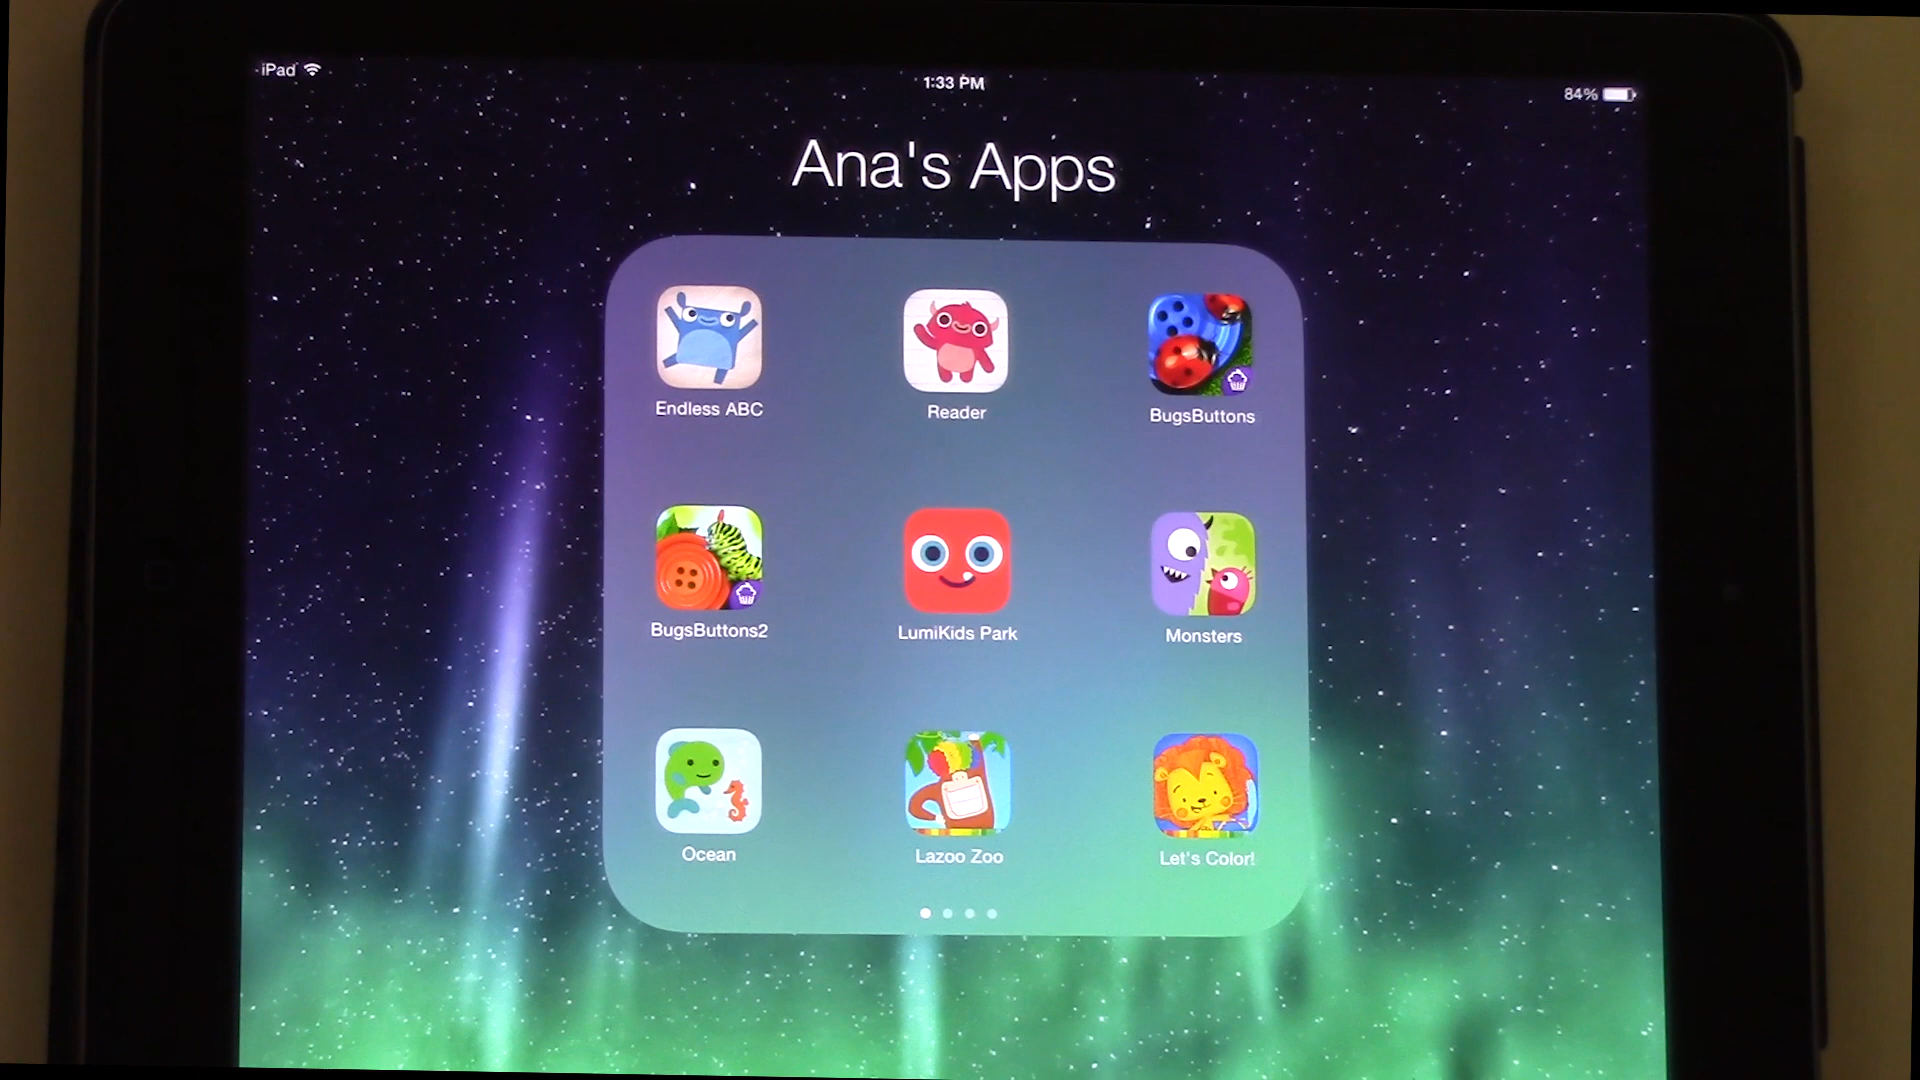 iPad
1:33 PM
84%
Ana's Apps
Endless ABC
Reader
BugsButtons
BugsButtons2
LumiKids Park
Monsters
Ocean
Lazoo Zoo
Let's Color!